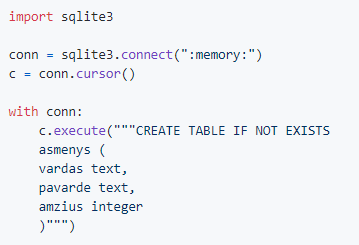 import sqlite3

conn = sqlite3.connect(":memory:")
c = conn.cursor()

with conn:
    c.execute("""CREATE TABLE IF NOT EXISTS
    asmenys (
    vardas text,
    pavarde text,
    amzius integer
    )""")